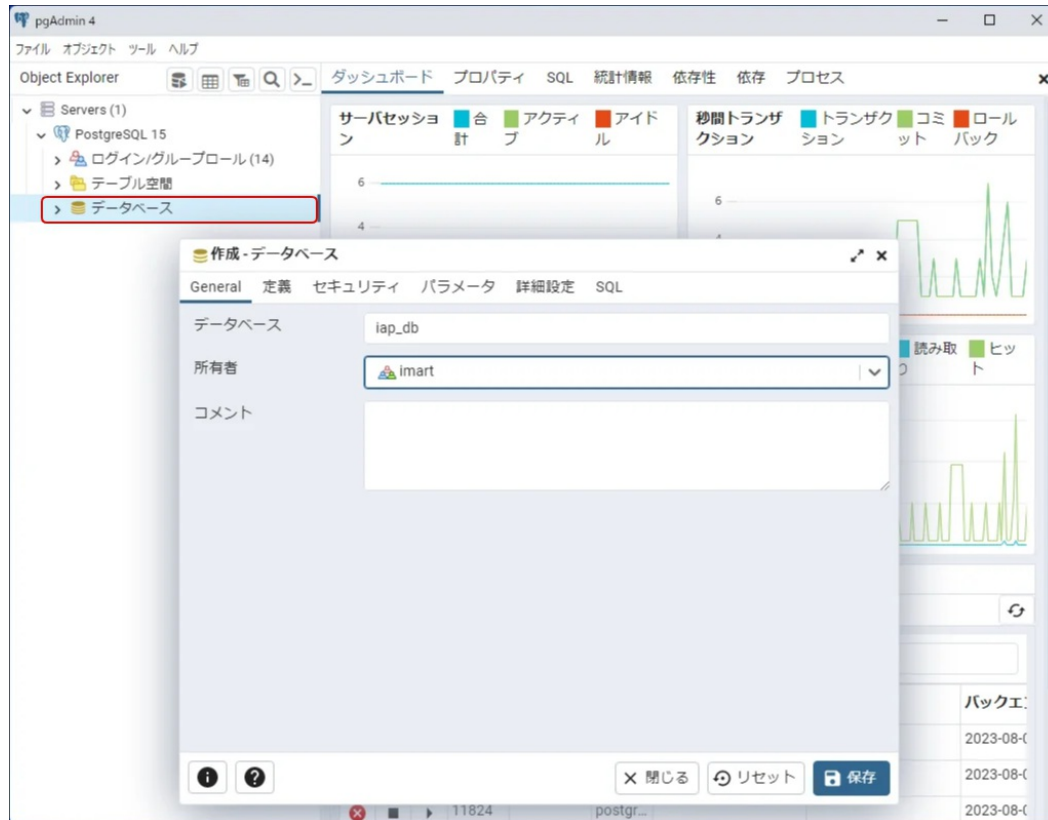 pgAdmin 4
ファイル オブジェクト ツール ヘルプ
Object Explorer
ダッシュボード プロパティ SQL 統計情報 依存性 依存 プロセス
Servers (1)
PostgreSQL 15
ログイン/グループロール (14)
テーブル空間
データベース
サーバセッション
合計
アクティブ
アイドル
6
4
秒間トランザクション
トランザクション
コミット
ロールバック
6
作成 - データベース
General 定義 セキュリティ パラメータ 詳細設定 SQL
データベース iap_db
所有者 imart
コメント
閉じる リセット 保存
読み取
ヒット
バックエ
2023-08-0
2023-08-0
11824 postgr... 2023-08-0